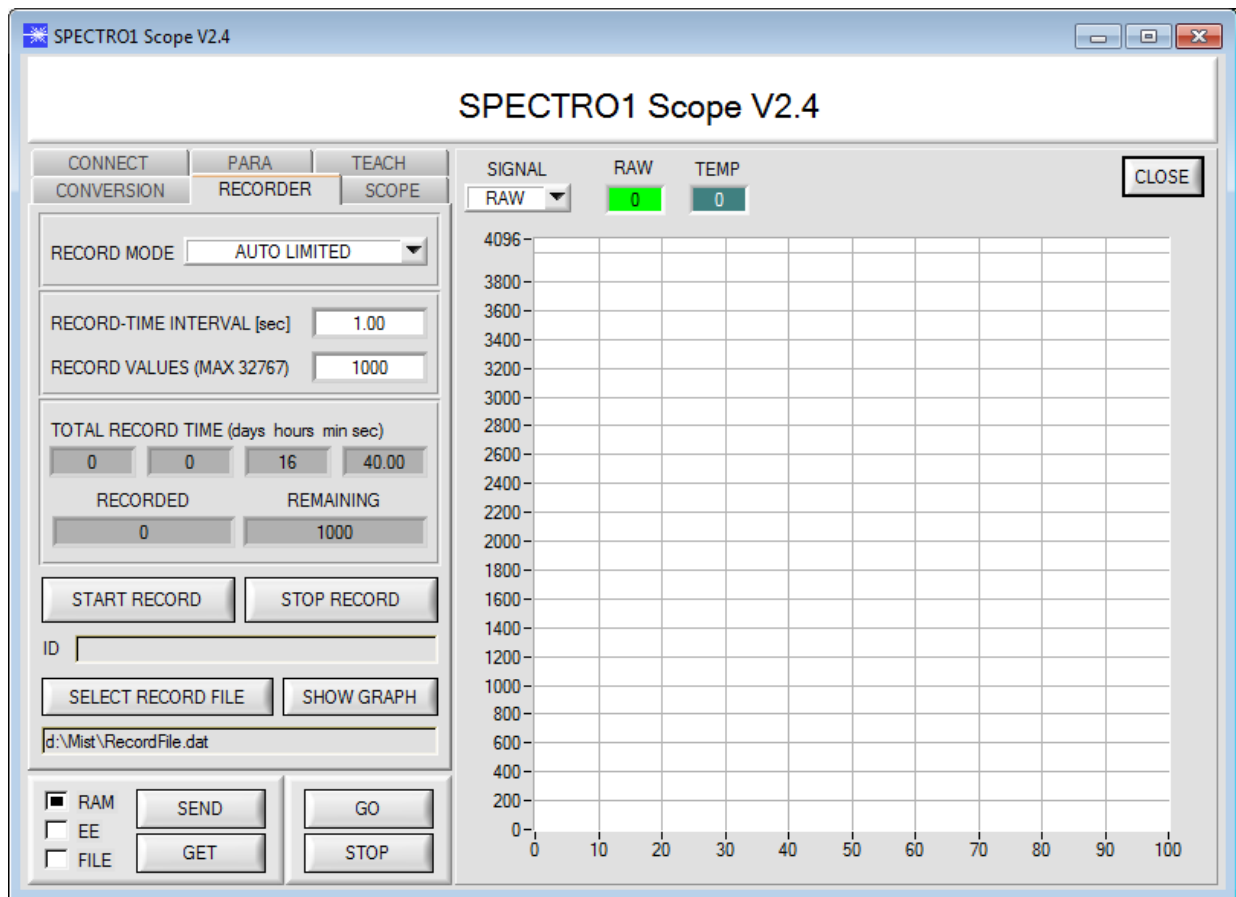 SPECTRO1 Scope V2.4
SPECTRO1 Scope V2.4
CONNECT PARA TEACH
CONVERSION RECORDER SCOPE
RECORD MODE AUTO LIMITED
RECORD-TIME INTERVAL [sec] 1.00
RECORD VALUES (MAX 32767) 1000
TOTAL RECORD TIME (days hours min sec)
0 0 16 40.00
RECORDED REMAINING
0 1000
START RECORD STOP RECORD
ID
SELECT RECORD FILE SHOW GRAPH
d:\Mist\RecordFile.dat
RAM
EE
FILE
SEND
GET
GO
STOP
SIGNAL RAW TEMP
RAW 0 0
CLOSE
4096
3800
3600
3400
3200
3000
2800
2600
2400
2200
2000
1800
1600
1400
1200
1000
800
600
400
200
0
0 10 20 30 40 50 60 70 80 90 100